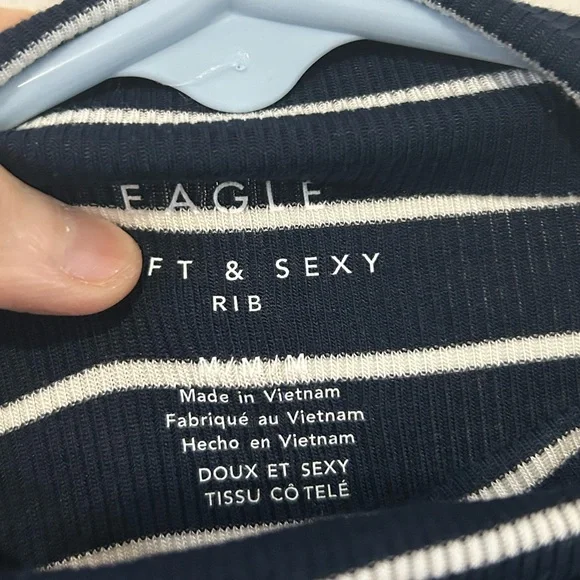 EAGLE
FT & SEXY
RIB
M/M/M
Made in Vietnam
Fabriqué au Vietnam
Hecho en Vietnam
DOUX ET SEXY
TISSU CÔTELÉ